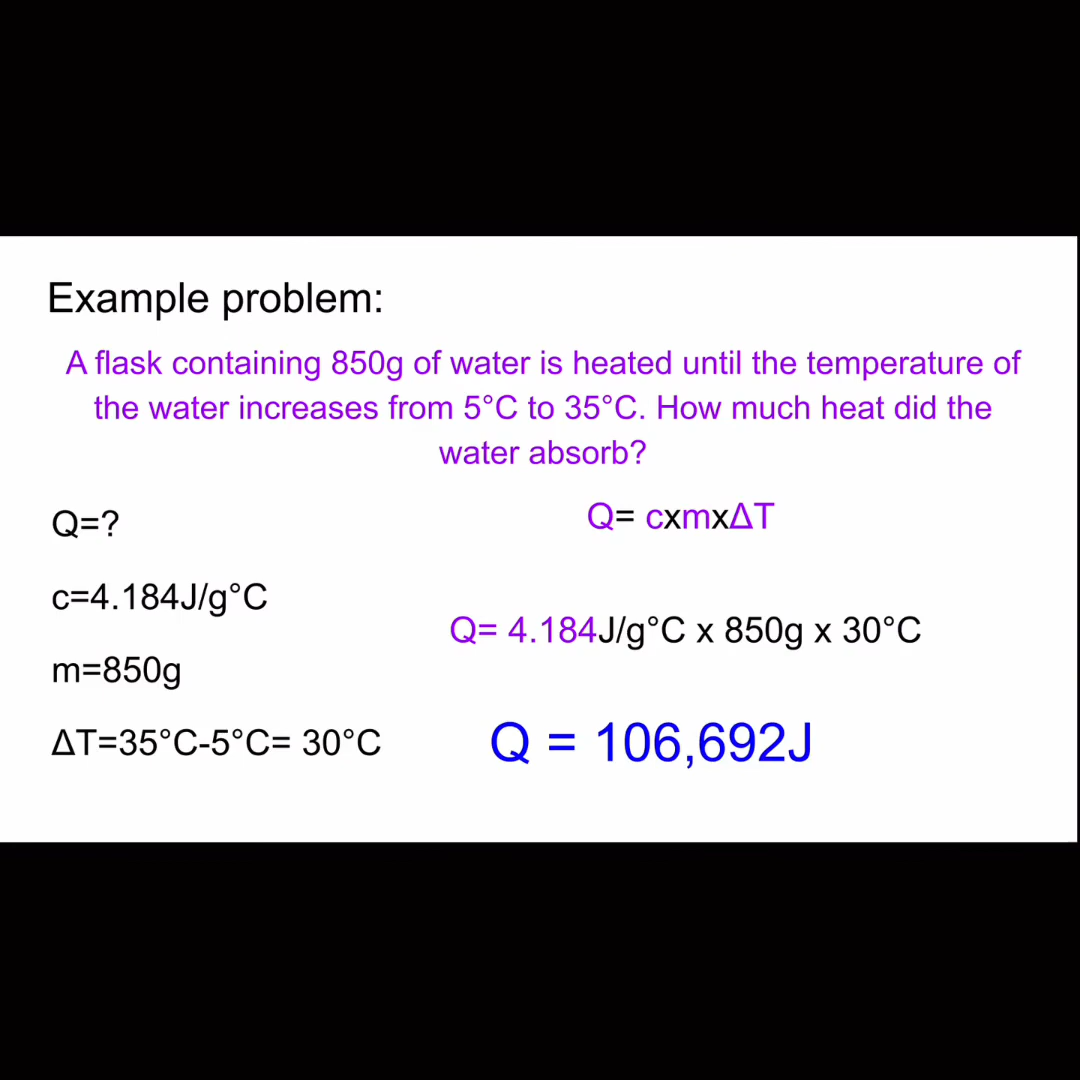 Example problem:
A flask containing 850g of water is heated until the temperature of
the water increases from 5°C to 35°C. How much heat did the
water absorb?
Q=?
c=4.184J/g°C
m=850g
ΔT=35°C-5°C= 30°C
Q= cxmxΔT
Q= 4.184J/g°C x 850g x 30°C
Q = 106,692J